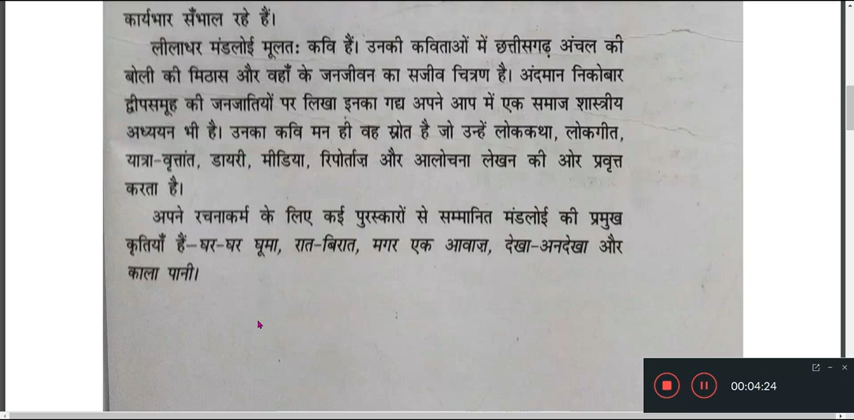 कार्यभार सँभाल रहे हैं।
लीलाधर मंडलोई मूलतः कवि हैं। उनकी कविताओं में छत्तीसगढ़ अंचल की
बोली की मिठास और वहाँ के जनजीवन का सजीव चित्रण है। अंदमान निकोबार
द्वीपसमूह की जनजातियों पर लिखा इनका गद्य अपने आप में एक समाज शास्त्रीय
अध्ययन भी है। उनका कवि मन ही वह स्रोत है जो उन्हें लोककथा, लोकगीत,
यात्रा-वृत्तांत, डायरी, मीडिया, रिपोर्ताज़ और आलोचना लेखन की ओर प्रवृत्त
करता है।
अपने रचनाकर्म के लिए कई पुरस्कारों से सम्मानित मंडलोई की प्रमुख
कृतियाँ हैं-घर-घर घूमा, रात-बिरात, मगर एक आवाज़, देखा-अनदेखा और
काला पानी।
00:04:24